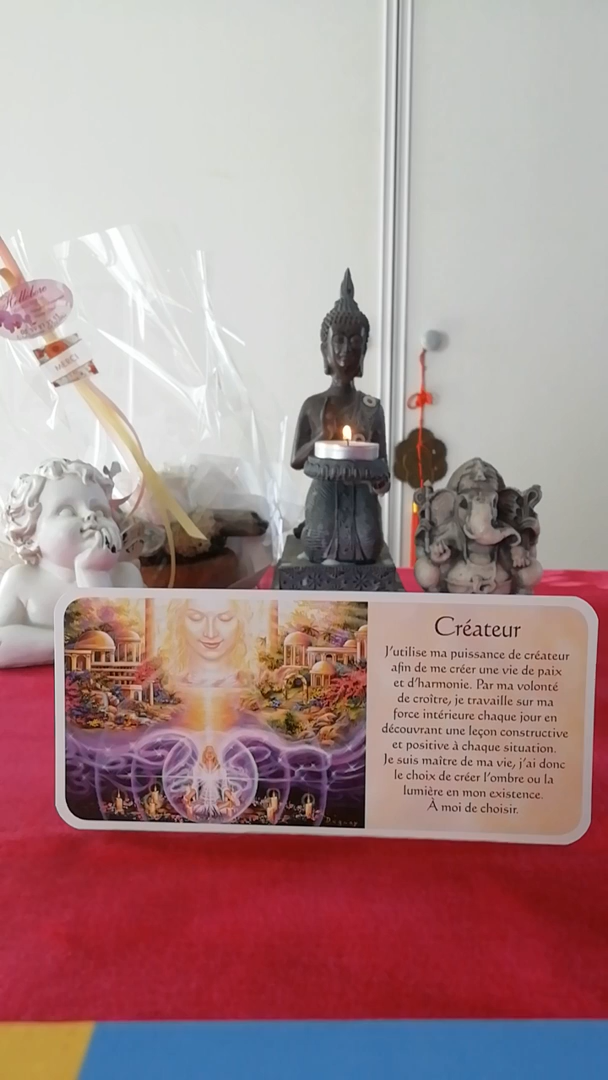 Hellébore
MERCI
Créateur
J'utilise ma puissance de créateur
afin de me créer une vie de paix
et d'harmonie. Par ma volonté
de croître, je travaille sur ma
force intérieure chaque jour en
découvrant une leçon constructive
et positive à chaque situation.
Je suis maître de ma vie, j'ai donc
le choix de créer l'ombre ou la
lumière en mon existence.
À moi de choisir.